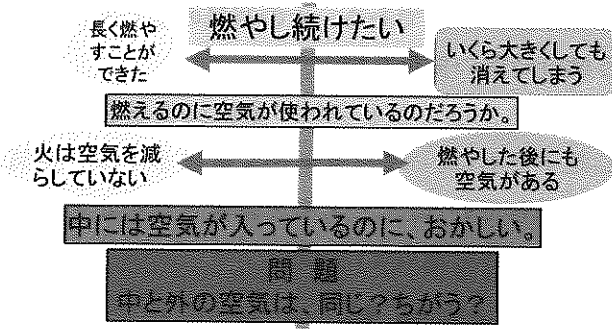 燃やし続けたい
長く燃や
すことが
できた
いくら大きくしても
消えてしまう
燃えるのに空気が使われているのだろうか。
火は空気を減
らしていない
燃やした後にも
空気がある
中には空気が入っているのに、おかしい。
問 題
中と外の空気は、同じ？ちがう？